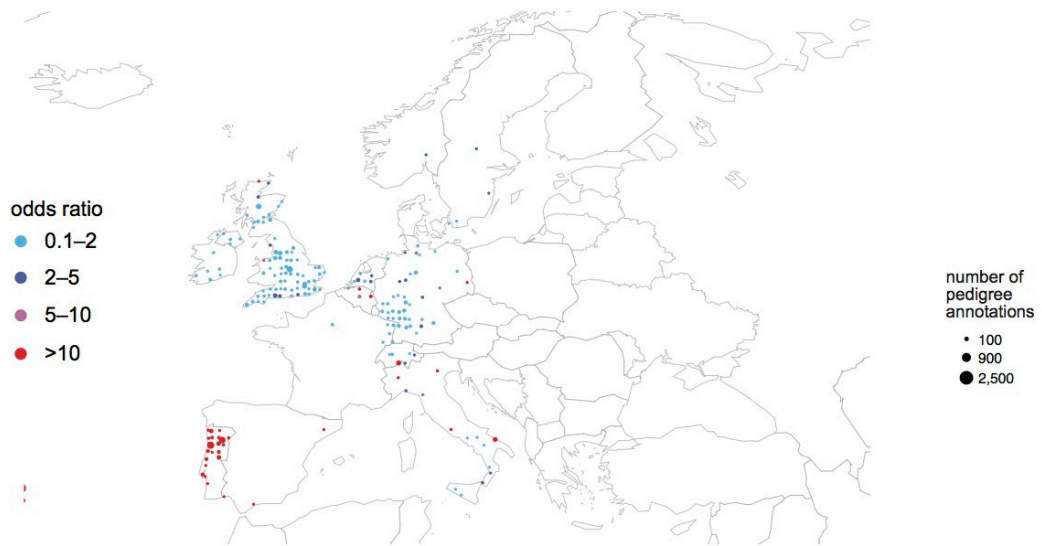 odds ratio
0.1–2
2–5
5–10
>10
number of
pedigree
annotations
100
900
2,500